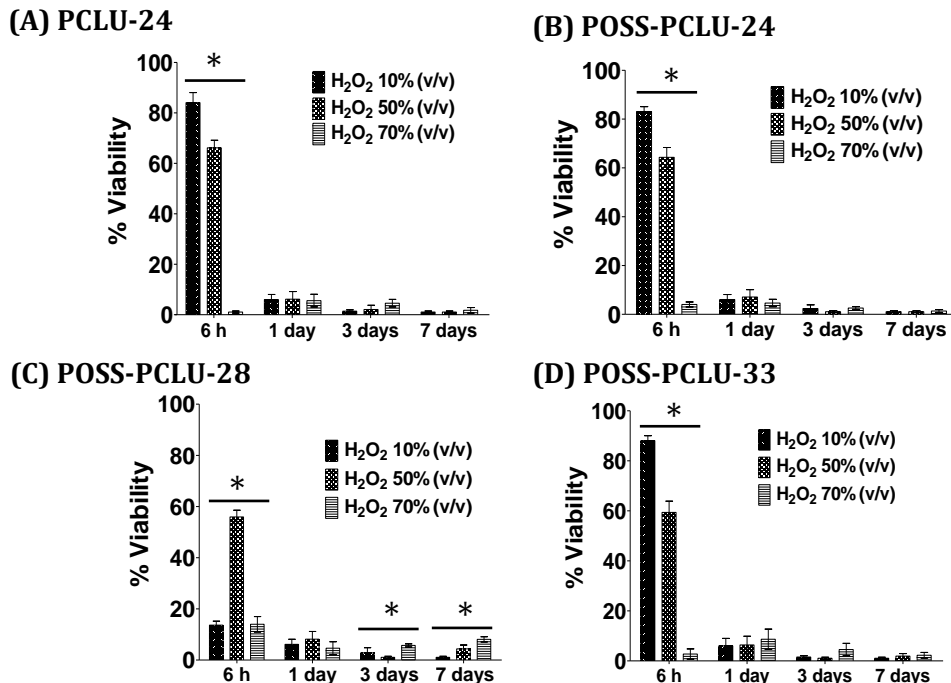 (A) PCLU-24
% Viability
100
80
60
40
20
0
*
H₂O₂ 10% (v/v)
H₂O₂ 50% (v/v)
H₂O₂ 70% (v/v)
6 h 1 day 3 days 7 days
(B) POSS-PCLU-24
% Viability
100
80
60
40
20
0
*
H₂O₂ 10% (v/v)
H₂O₂ 50% (v/v)
H₂O₂ 70% (v/v)
6 h 1 day 3 days 7 days
(C) POSS-PCLU-28
% Viability
100
80
60
40
20
0
*
*
*
H₂O₂ 10% (v/v)
H₂O₂ 50% (v/v)
H₂O₂ 70% (v/v)
6 h 1 day 3 days 7 days
(D) POSS-PCLU-33
% Viability
100
80
60
40
20
0
*
H₂O₂ 10% (v/v)
H₂O₂ 50% (v/v)
H₂O₂ 70% (v/v)
6 h 1 day 3 days 7 days